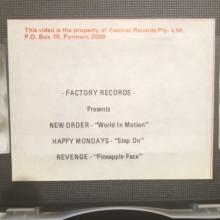 This video is the property of Festival Records Pty. Ltd.
P.O. Box 16, Pyrmont 2009
- FACTORY RECORDS -
Presents
NEW ORDER - "World In Motion"
HAPPY MONDAYS - "Step On"
REVENGE - "Pineapple Face"